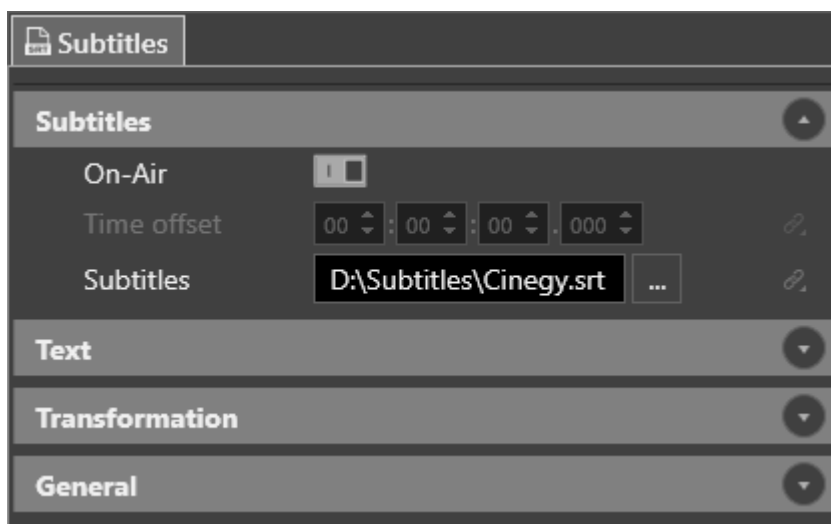 Subtitles
Subtitles
On-Air
Time offset 00 : 00 : 00 . 000
Subtitles D:\Subtitles\Cinegy.srt ...
Text
Transformation
General